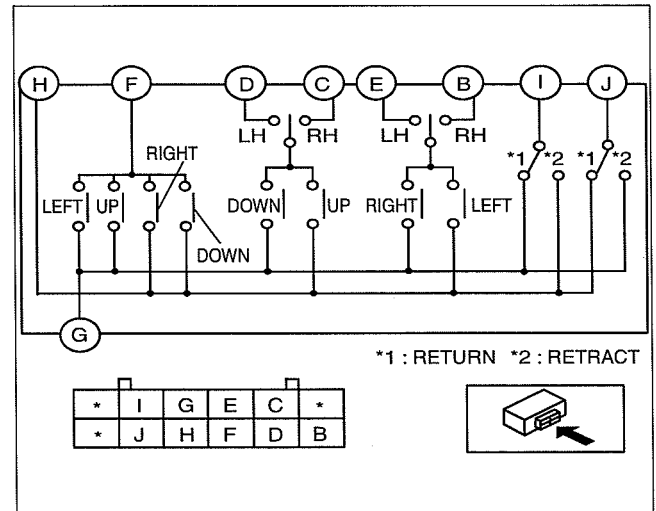 H F D C E B I J
LH RH LH RH
*1 *2 *1 *2
RIGHT
LEFT UP DOWN UP RIGHT LEFT
DOWN
G
*1 : RETURN *2 : RETRACT
* I G E C *
* J H F D B